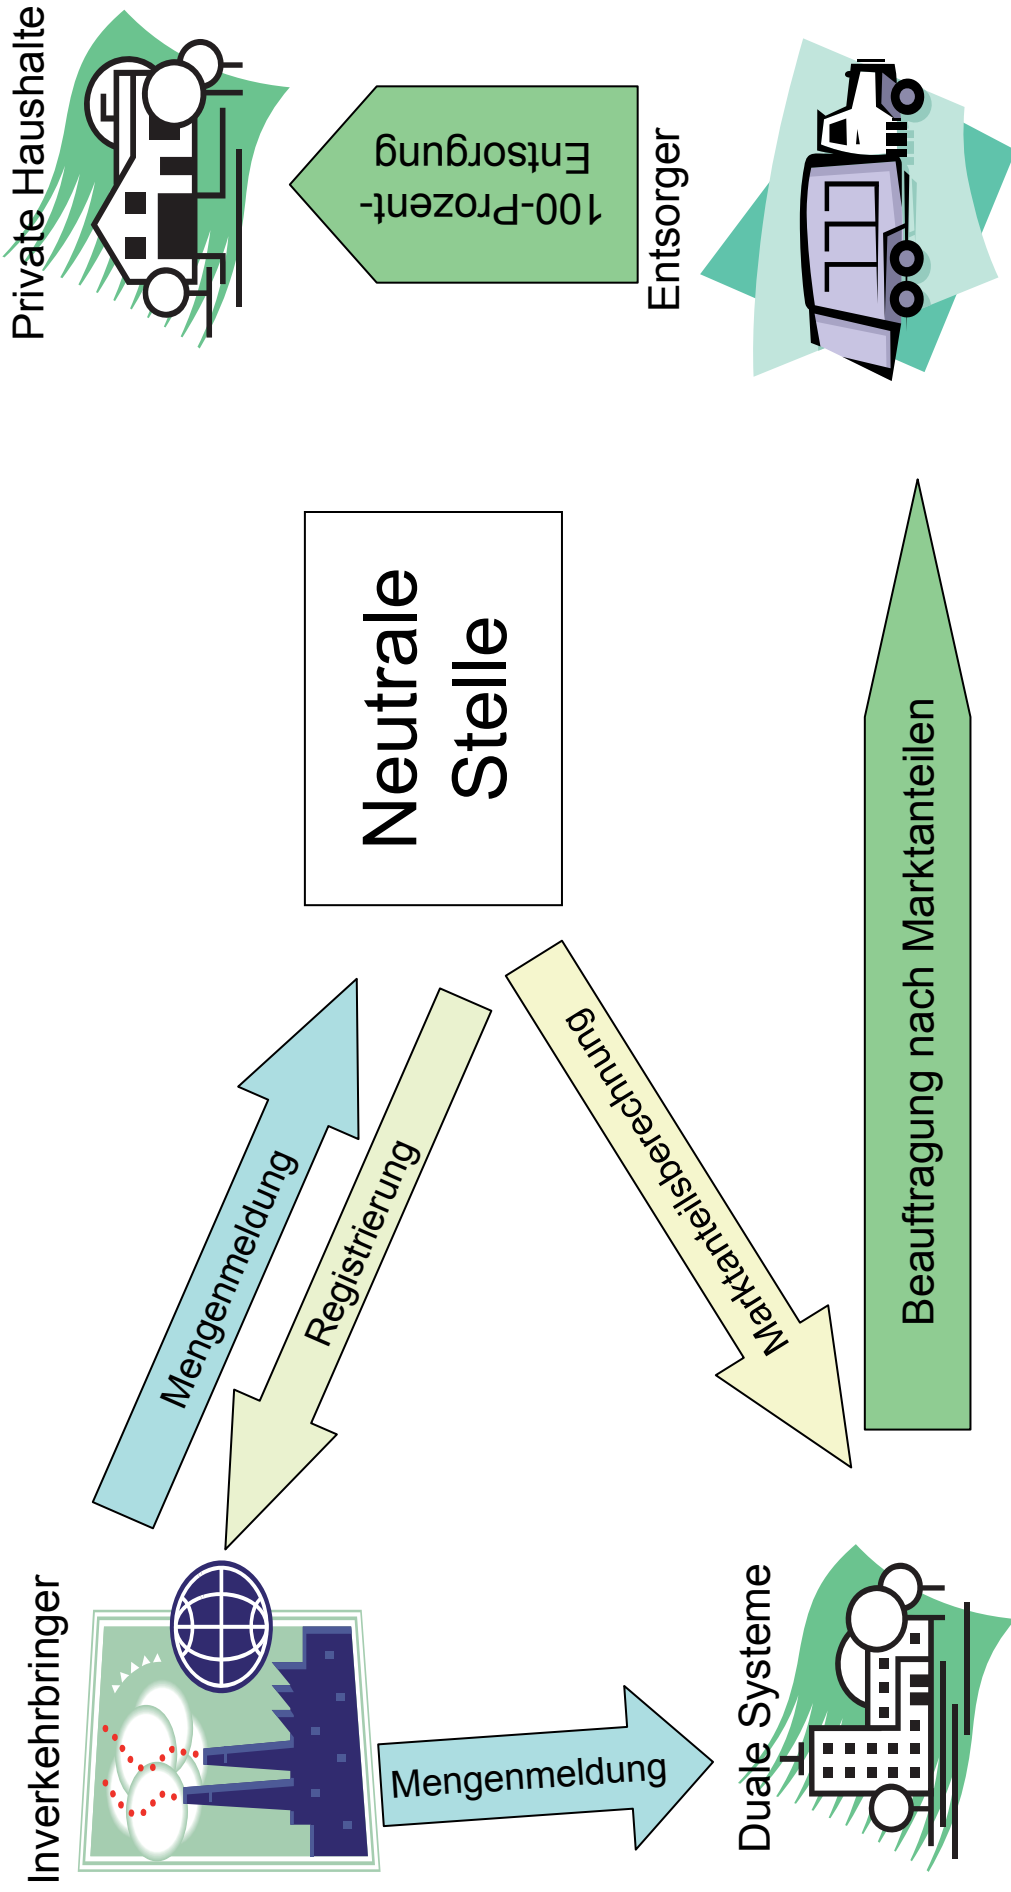 Inverkehrbringer
Mengenmeldung
Registrierung
Neutrale
Stelle
Private Haushalte
100-Prozent-
Entsorgung
Mengenmeldung
Marktanteilsberechnung
Entsorger
Duale Systeme
Beauftragung nach Marktanteilen